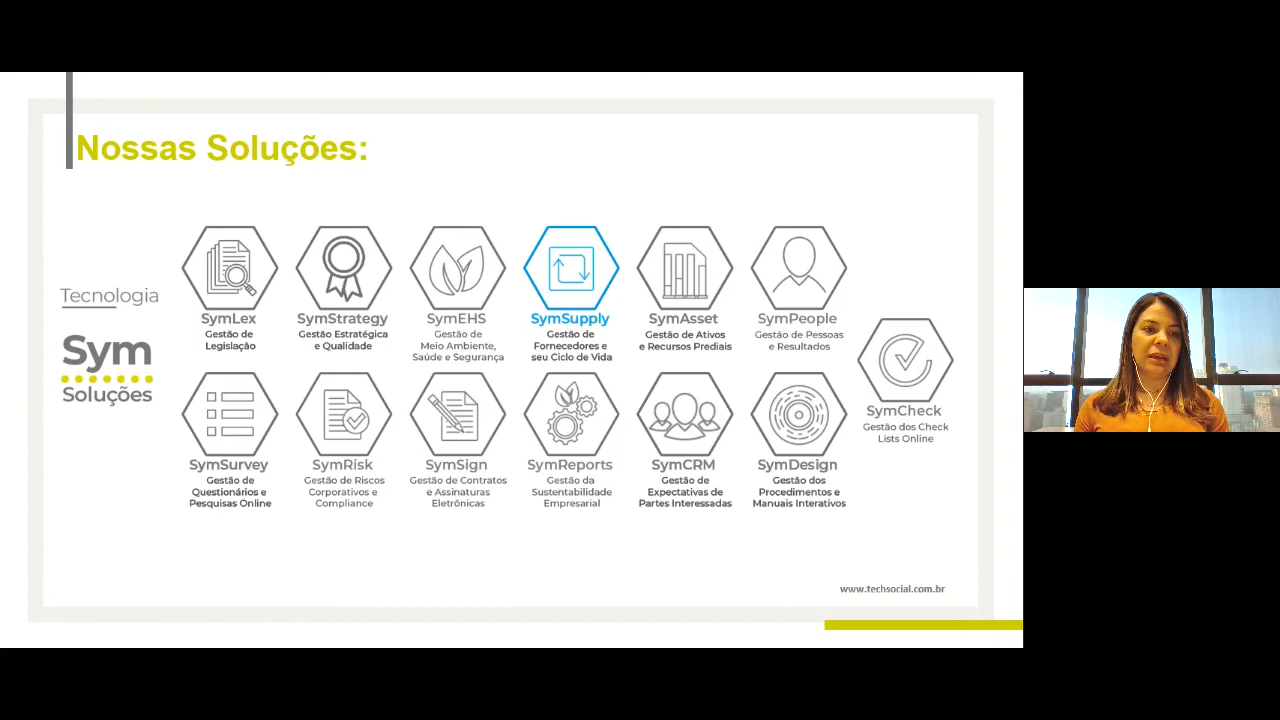 Nossas Soluções:
Tecnologia
Sym
Soluções
SymLex
Gestão de
Legislação
SymStrategy
Gestão Estratégica
e Qualidade
SymEHS
Gestão de
Meio Ambiente,
Saúde e Segurança
SymSupply
Gestão de
Fornecedores e
seu Ciclo de Vida
SymAsset
Gestão de Ativos
e Recursos Prediais
SymPeople
Gestão de Pessoas
e Resultados
SymCheck
Gestão dos Check
Lists Online
SymSurvey
Gestão de
Questionários e
Pesquisas Online
SymRisk
Gestão de Riscos
Corporativos e
Compliance
SymSign
Gestão de Contratos
e Assinaturas
Eletrônicas
SymReports
Gestão da
Sustentabilidade
Empresarial
SymCRM
Gestão de
Expectativas de
Partes Interessadas
SymDesign
Gestão dos
Procedimentos e
Manuais Interativos
www.techsocial.com.br